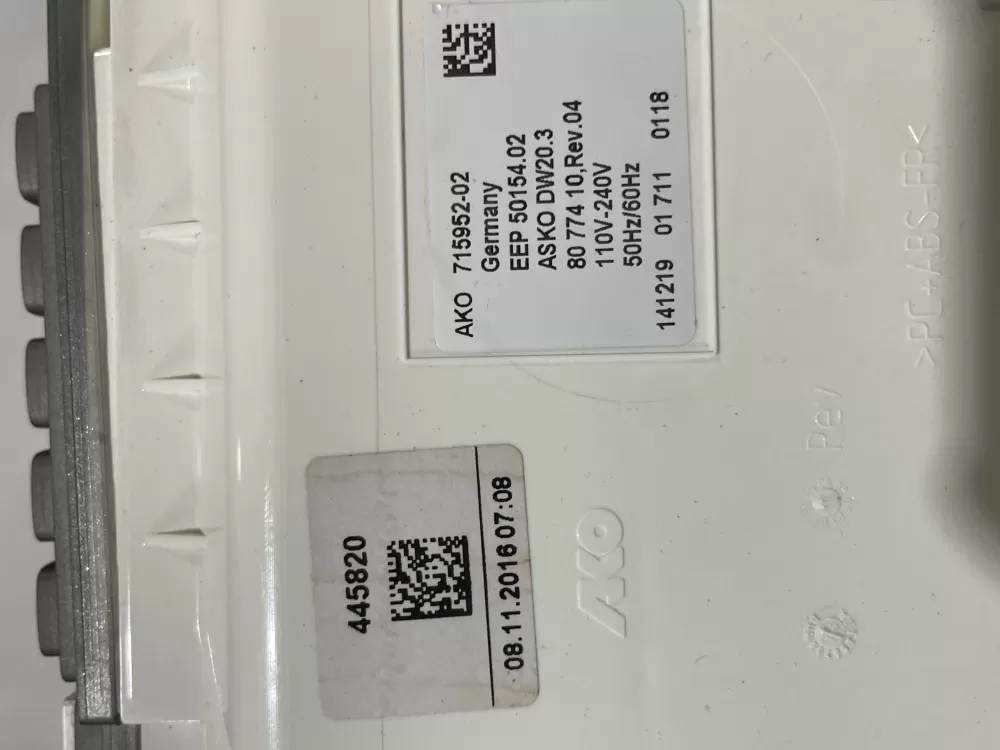 AKO 715952-02
Germany
EEP 50154.02
ASKO DW20.3
80 774 10,Rev.04
110V-240V
50Hz/60Hz
141219 01 711 0118
445820
08.11.2016 07:08
AKO
Rev
>PC+ABS-FR<